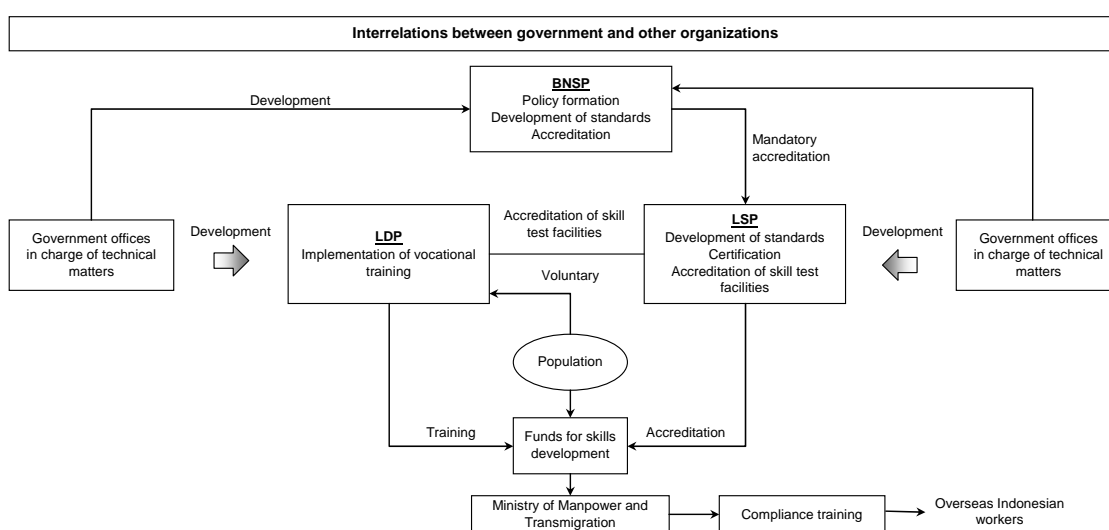 Interrelations between government and other organizations
BNSP
Policy formation
Development of standards
Accreditation
Development
Mandatory
accreditation
Government offices
in charge of technical
matters
Development
LDP
Implementation of vocational
training
Accreditation of skill
test facilities
Voluntary
LSP
Development of standards
Certification
Accreditation of skill test
facilities
Development
Government offices
in charge of technical
matters
Population
Training
Funds for skills
development
Accreditation
Ministry of Manpower and
Transmigration
Compliance training
Overseas Indonesian
workers